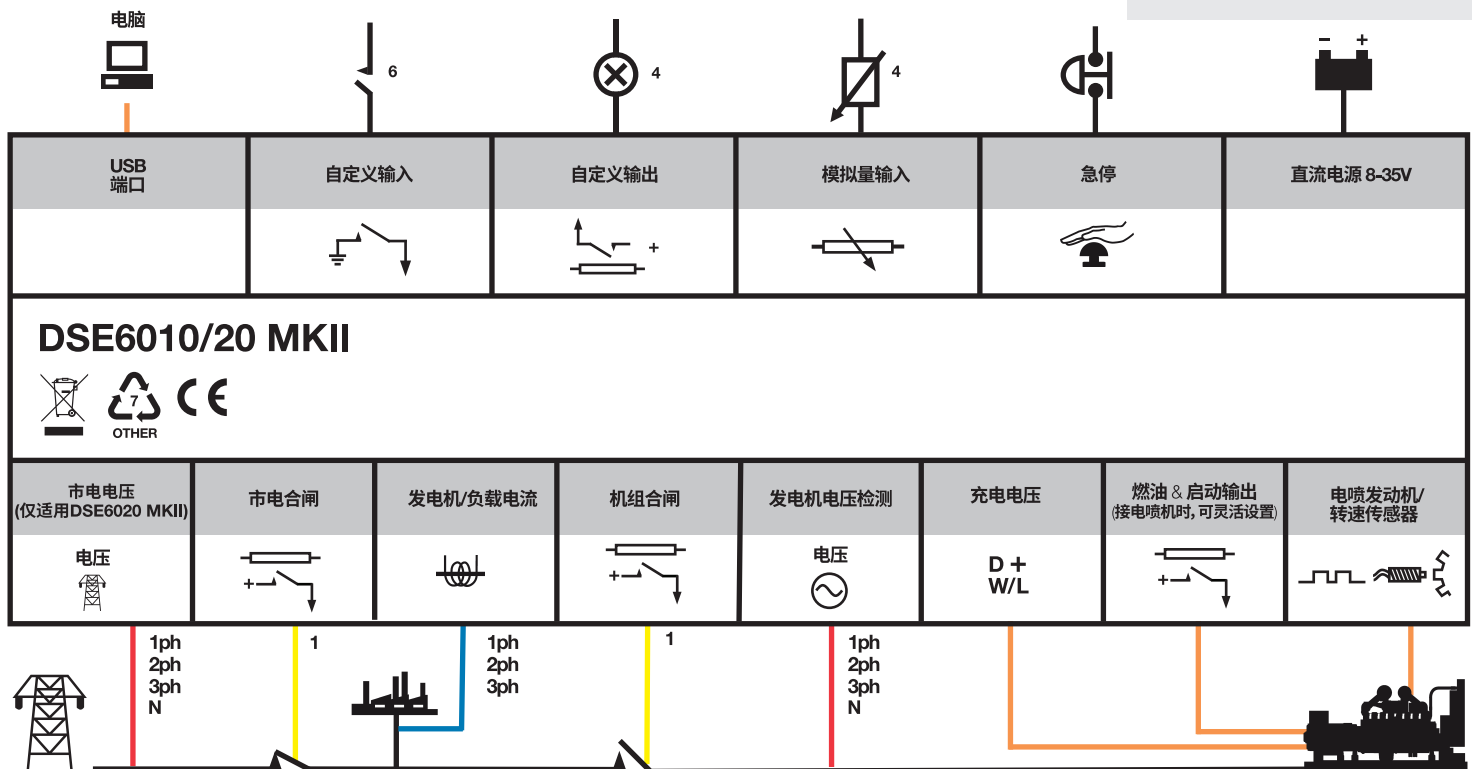 电脑
6
4
4
- +
USB
端口
自定义输入
自定义输出
模拟量输入
急停
直流电源 8-35V
+
DSE6010/20 MKII
7
OTHER
CE
市电电压
(仅适用DSE6020 MKII)
市电合闸
发电机/负载电流
机组合闸
发电机电压检测
充电电压
燃油 & 启动输出
(接电喷机时, 可灵活设置)
电喷发动机/
转速传感器
电压
+
+
电压
D +
W/L
+
1ph
2ph
3ph
N
1
1ph
2ph
3ph
1
1ph
2ph
3ph
N